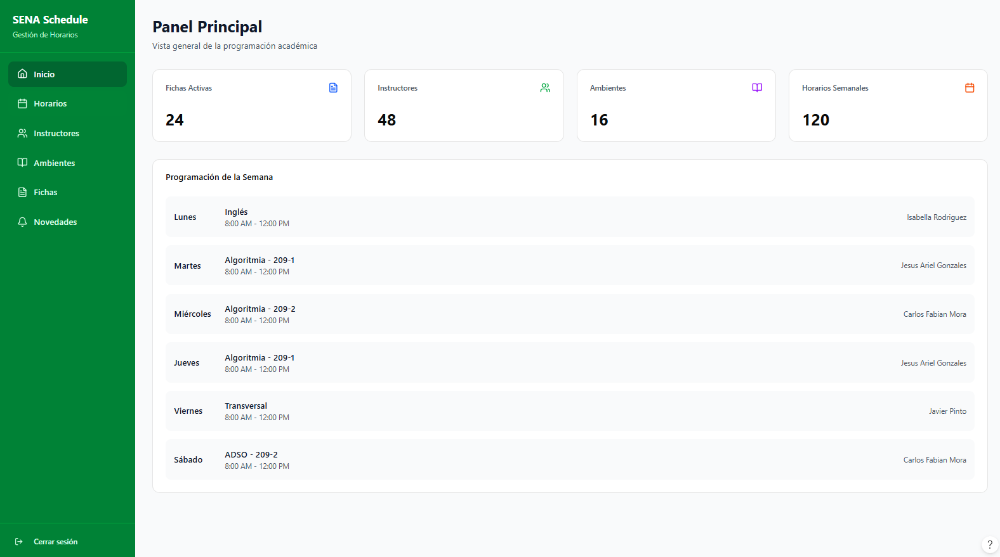 SENA Schedule
Gestión de Horarios
Inicio
Horarios
Instructores
Ambientes
Fichas
Novedades
Cerrar sesión
Panel Principal
Vista general de la programación académica
Fichas Activas
24
Instructores
48
Ambientes
16
Horarios Semanales
120
Programación de la Semana
Lunes
Inglés
8:00 AM - 12:00 PM
Isabella Rodriguez
Martes
Algoritmia - 209-1
8:00 AM - 12:00 PM
Jesus Ariel Gonzales
Miércoles
Algoritmia - 209-2
8:00 AM - 12:00 PM
Carlos Fabian Mora
Jueves
Algoritmia - 209-1
8:00 AM - 12:00 PM
Jesus Ariel Gonzales
Viernes
Transversal
8:00 AM - 12:00 PM
Javier Pinto
Sábado
ADSO - 209-2
8:00 AM - 12:00 PM
Carlos Fabian Mora
?